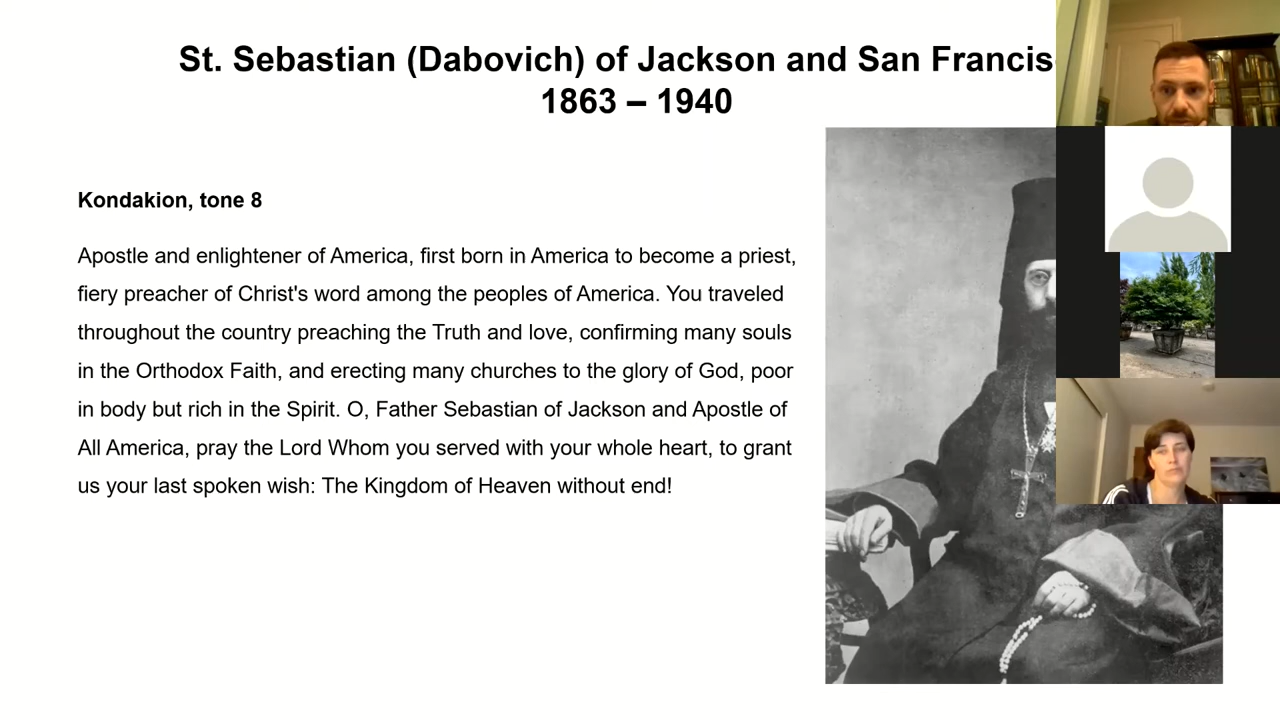 St. Sebastian (Dabovich) of Jackson and San Francis
1863 – 1940
Kondakion, tone 8
Apostle and enlightener of America, first born in America to become a priest,
fiery preacher of Christ's word among the peoples of America. You traveled
throughout the country preaching the Truth and love, confirming many souls
in the Orthodox Faith, and erecting many churches to the glory of God, poor
in body but rich in the Spirit. O, Father Sebastian of Jackson and Apostle of
All America, pray the Lord Whom you served with your whole heart, to grant
us your last spoken wish: The Kingdom of Heaven without end!